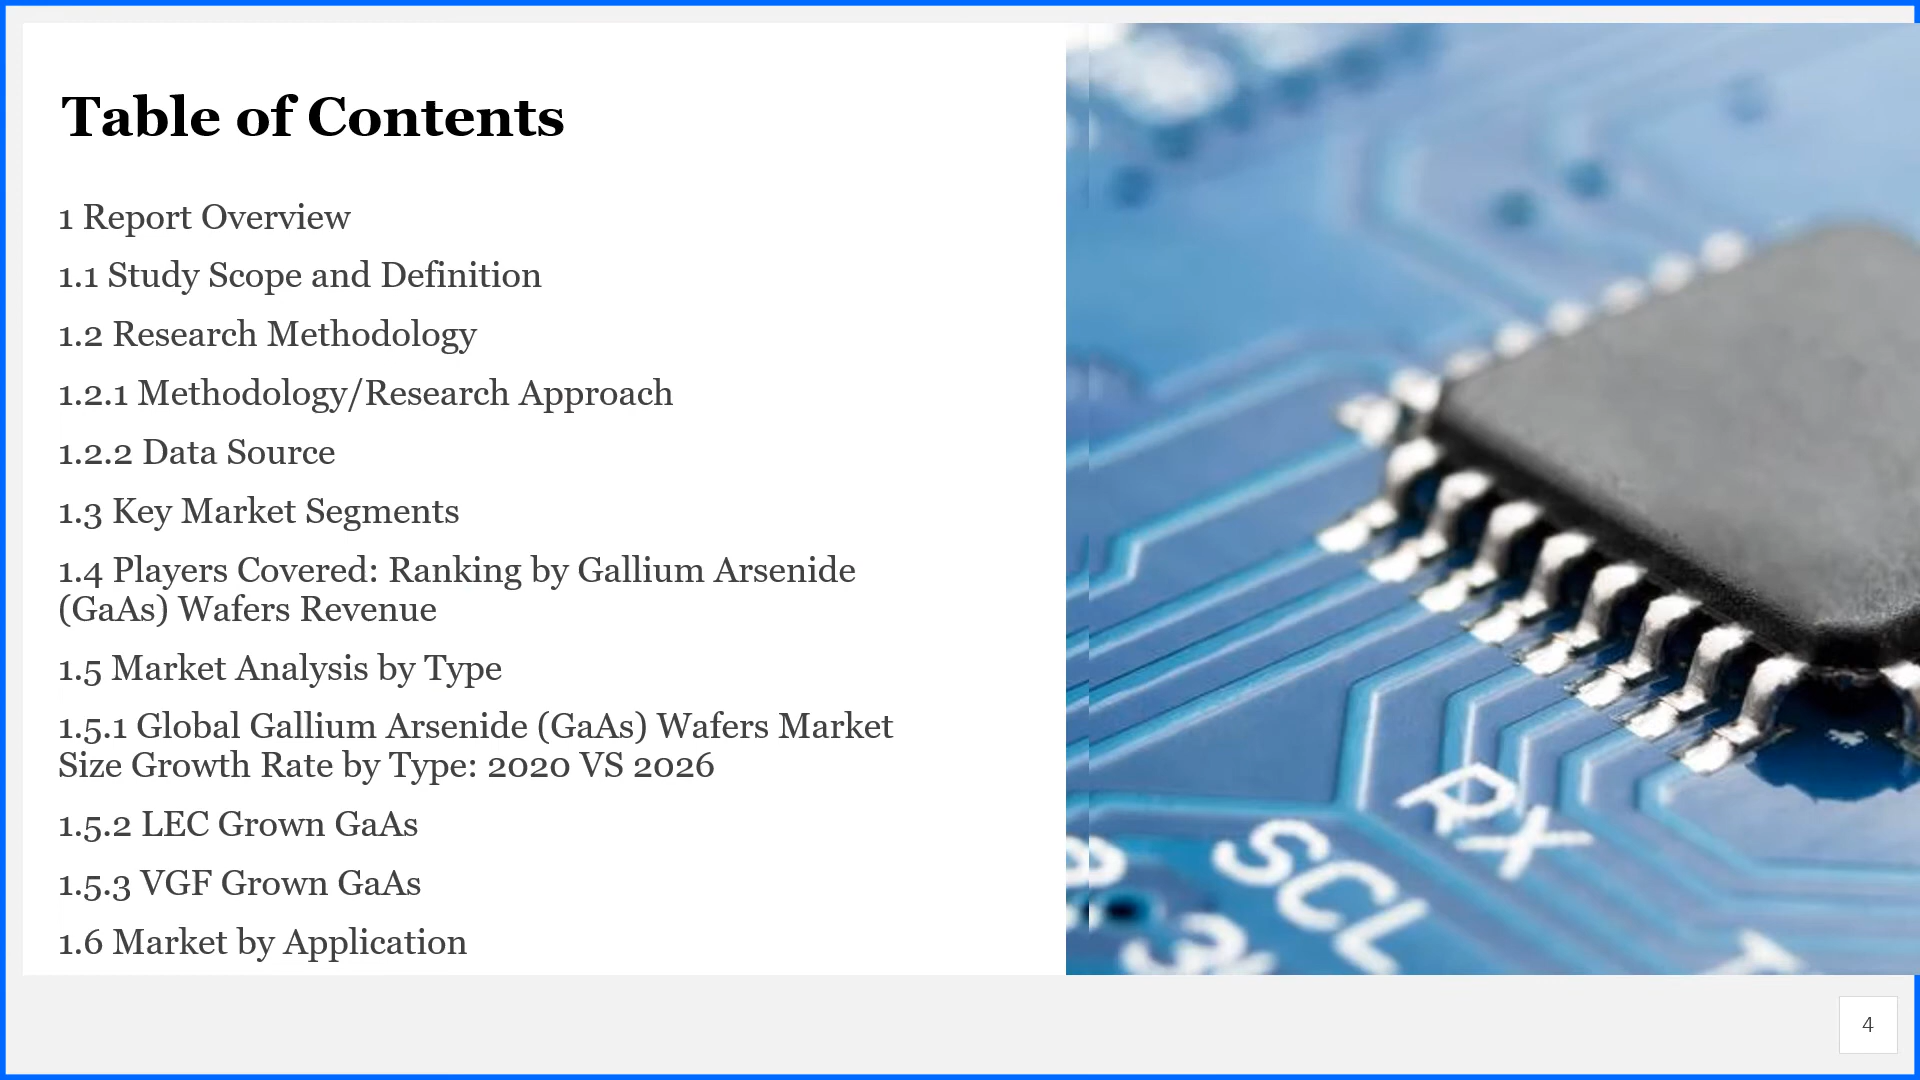 Table of Contents
1 Report Overview
1.1 Study Scope and Definition
1.2 Research Methodology
1.2.1 Methodology/Research Approach
1.2.2 Data Source
1.3 Key Market Segments
1.4 Players Covered: Ranking by Gallium Arsenide
(GaAs) Wafers Revenue
1.5 Market Analysis by Type
1.5.1 Global Gallium Arsenide (GaAs) Wafers Market
Size Growth Rate by Type: 2020 VS 2026
1.5.2 LEC Grown GaAs
1.5.3 VGF Grown GaAs
1.6 Market by Application
RX
SCL
4